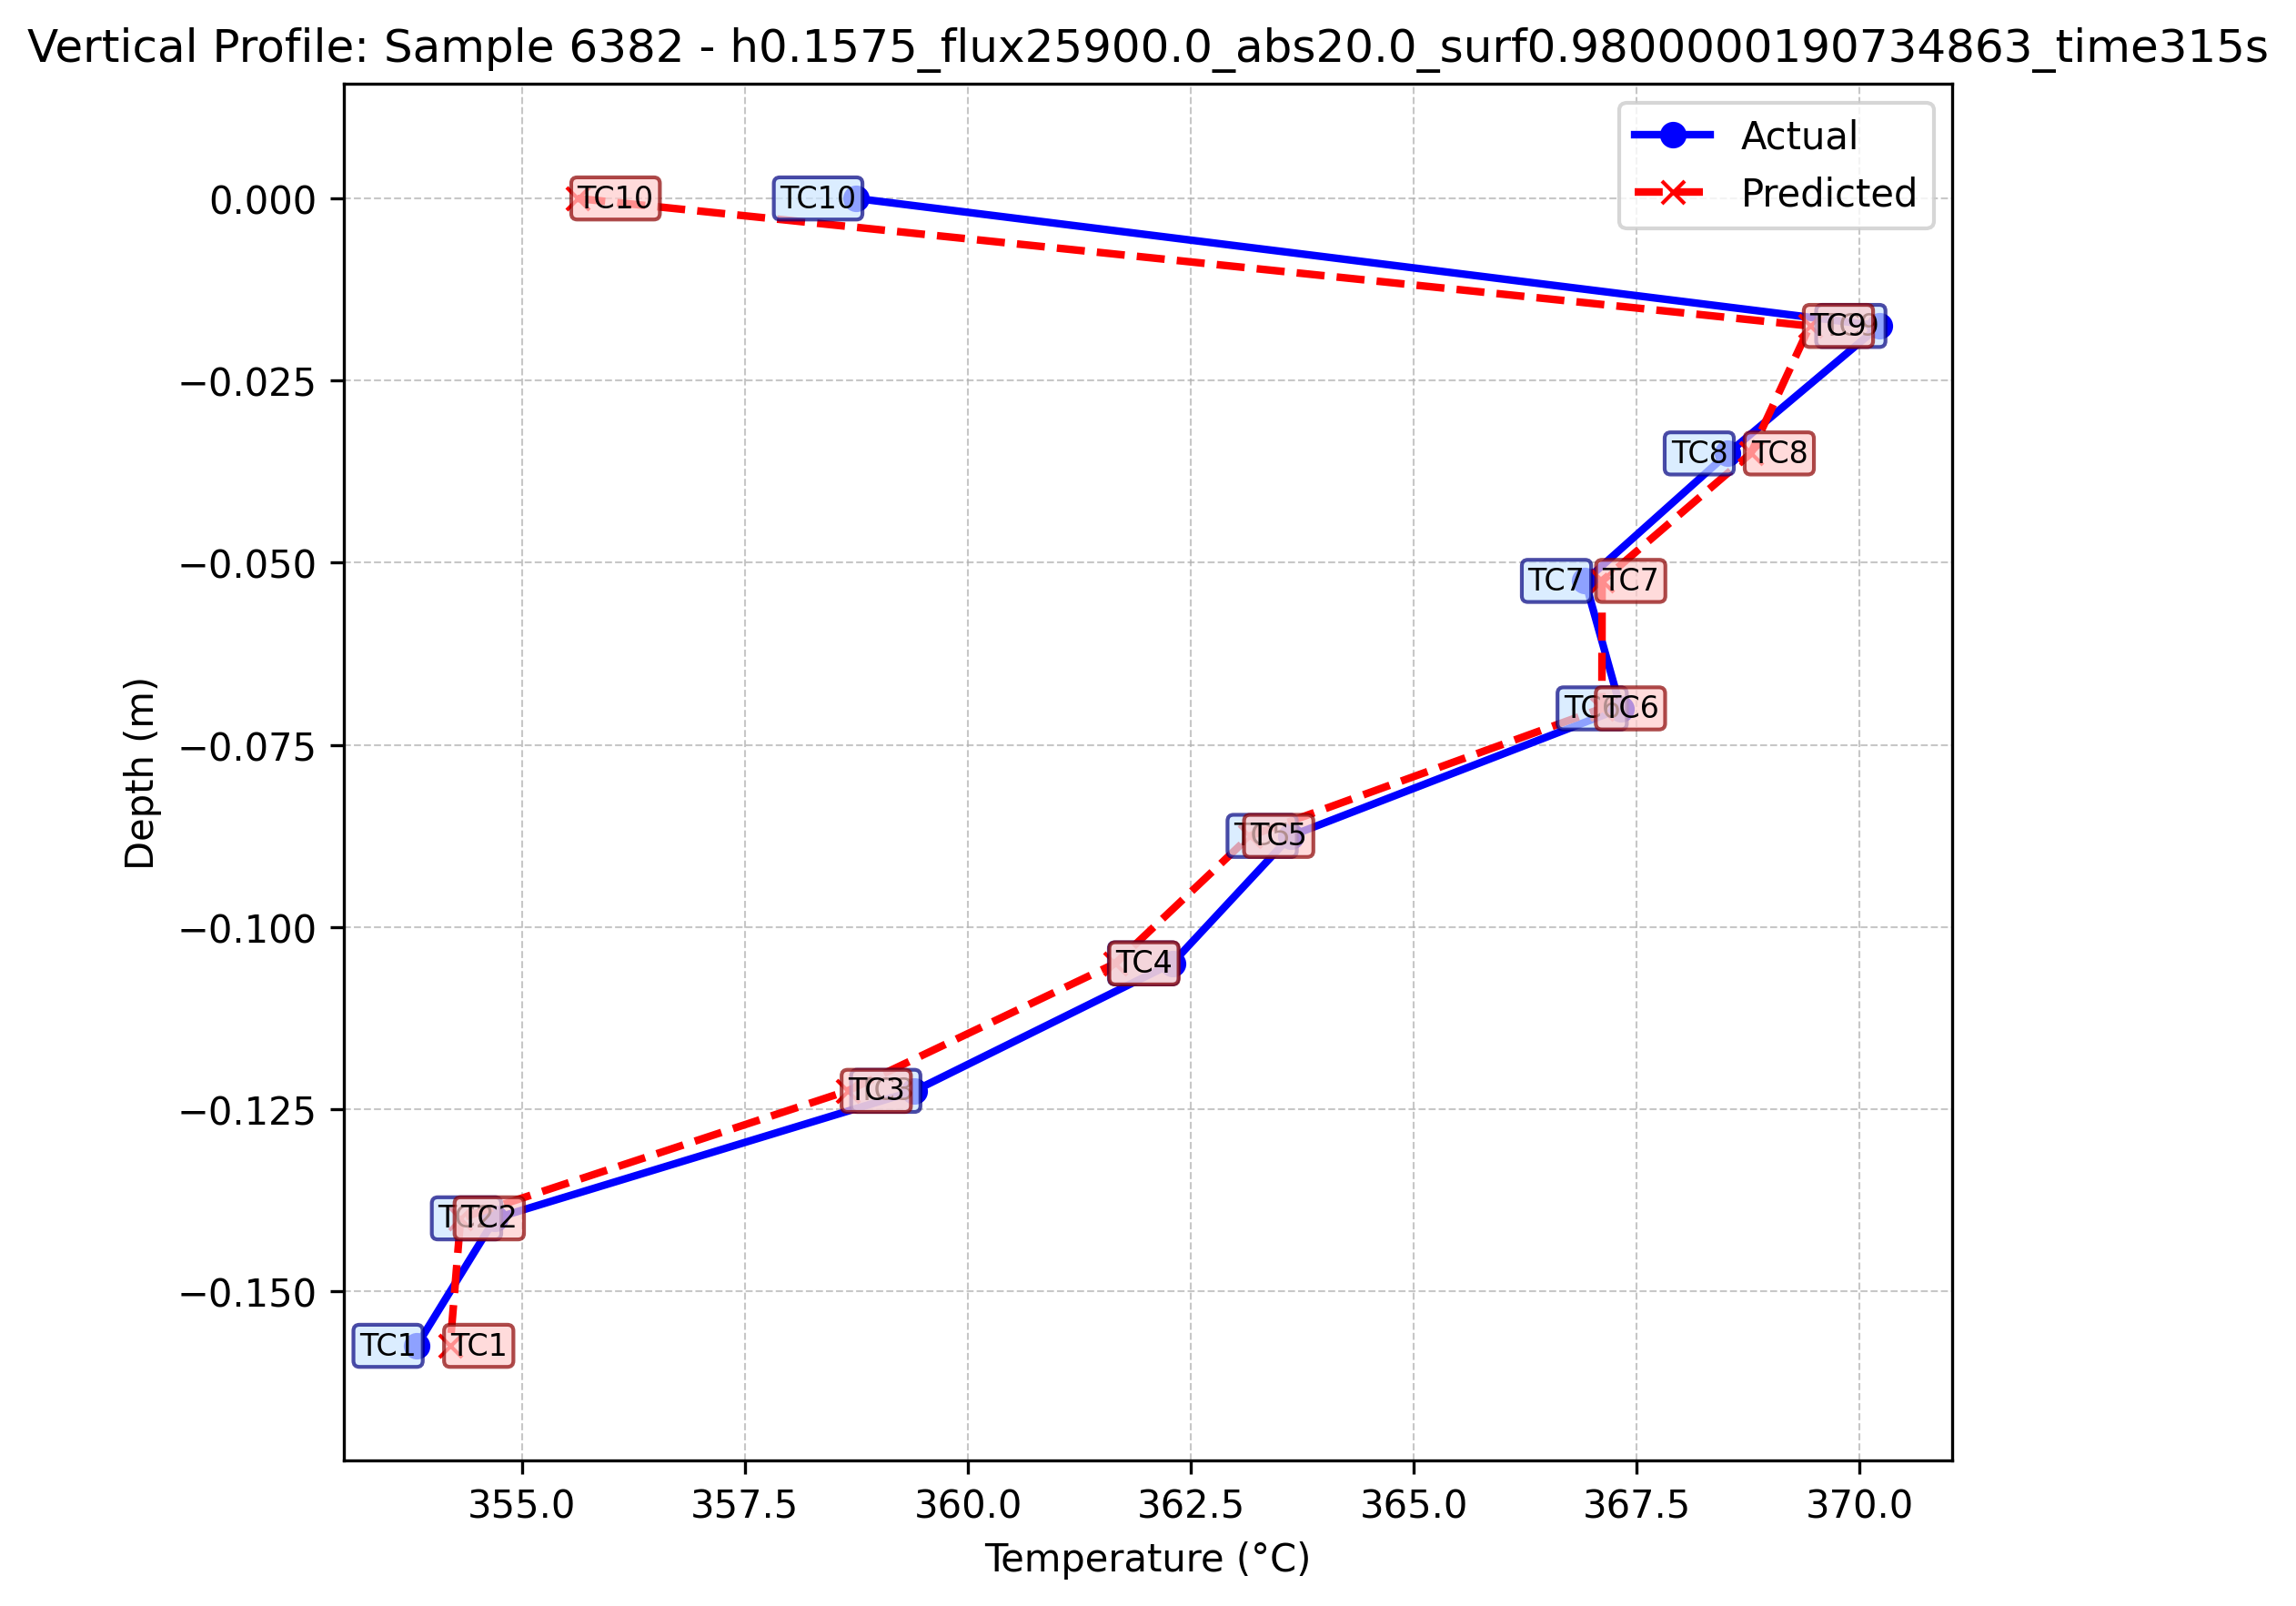 Vertical Profile: Sample 6382 - h0.1575_flux25900.0_abs20.0_surf0.9800000190734863_time315s
Actual
Predicted
TC10
TC10
TC9
TC8
TC8
TC7
TC7
TC6
TC6
TC5
TC4
TC3
TC2
TC1
TC1
0.000
−0.025
−0.050
−0.075
−0.100
−0.125
−0.150
Depth (m)
355.0 357.5 360.0 362.5 365.0 367.5 370.0
Temperature (°C)